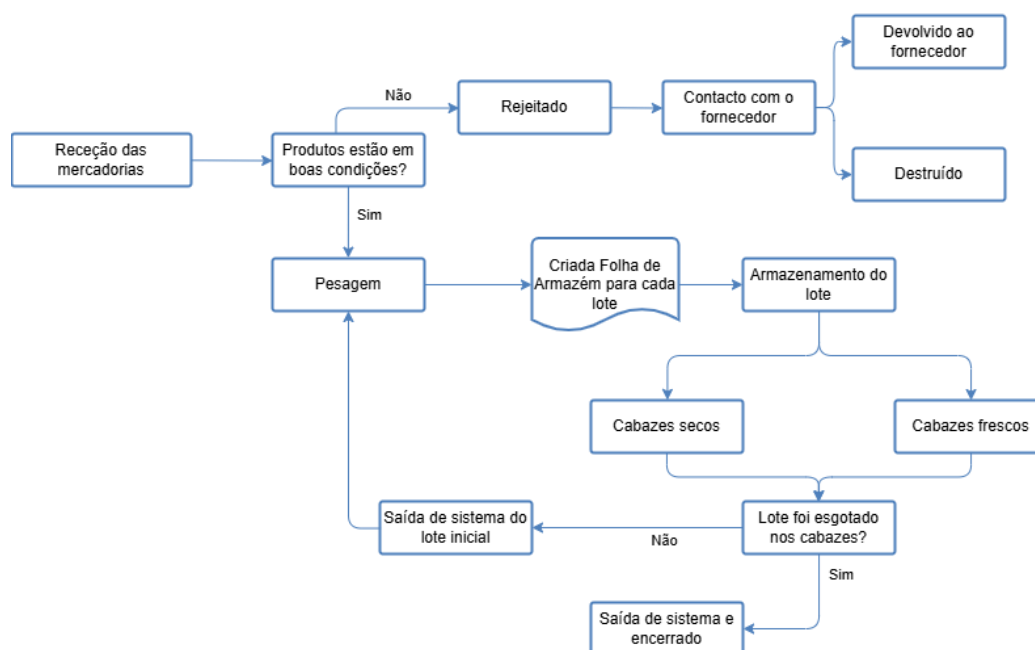 Devolvido ao
fornecedor
Não
Rejeitado
Contacto com o
fornecedor
Receção das
mercadorias
Produtos estão em
boas condições?
Destruído
Sim
Pesagem
Criada Folha de
Armazém para cada
lote
Armazenamento do
lote
Cabazes secos
Cabazes frescos
Saída de sistema do
lote inicial
Não
Lote foi esgotado
nos cabazes?
Sim
Saída de sistema e
encerrado